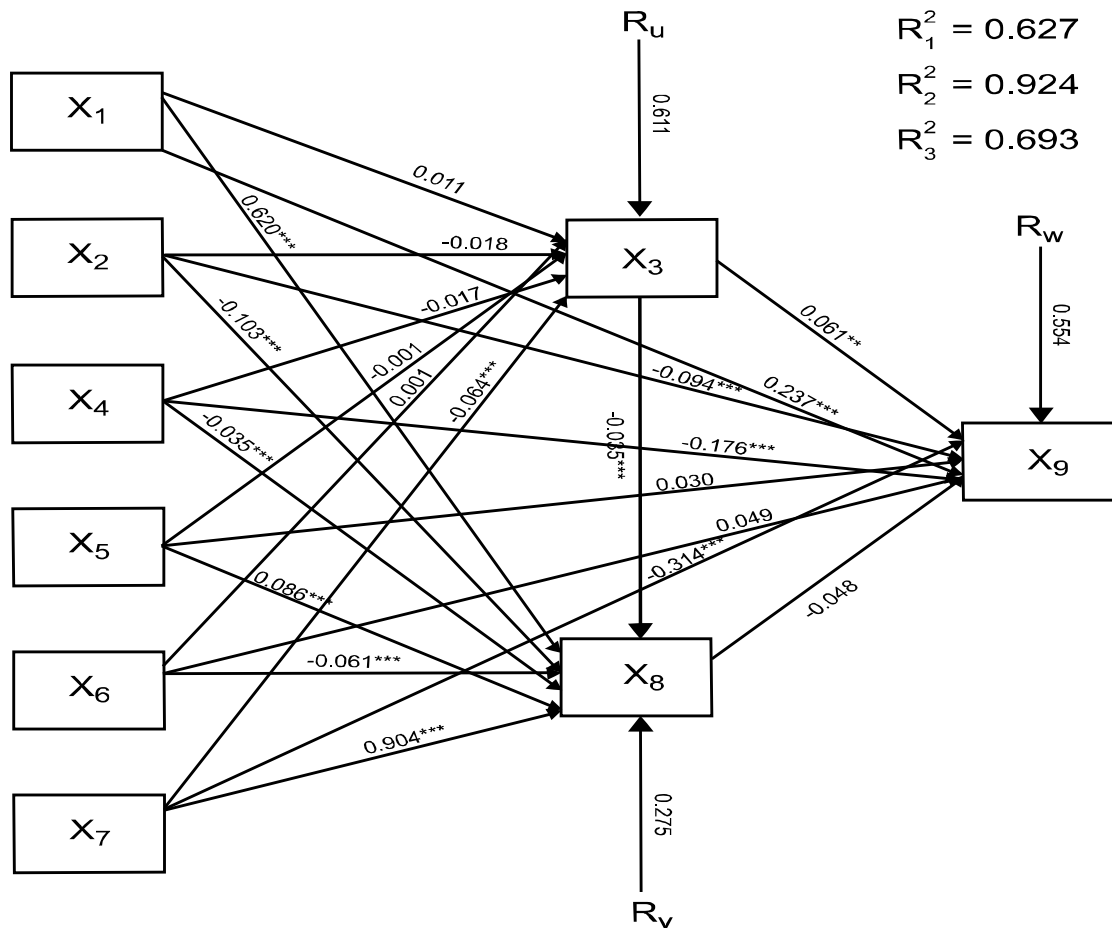 Rᵤ
R₁² = 0.627
R₂² = 0.924
R₃² = 0.693
X₁
0.611
0.011
0.620***
X₂
-0.018
X₃
R_w
-0.103***
-0.017
0.061**
0.554
-0.001
0.001
-0.064***
-0.094***
0.237***
X₄
-0.035***
-0.035***
-0.176***
X₉
0.030
X₅
0.049
0.086***
-0.314***
-0.048
X₆
-0.061***
X₈
0.904***
X₇
0.275
Rᵥ